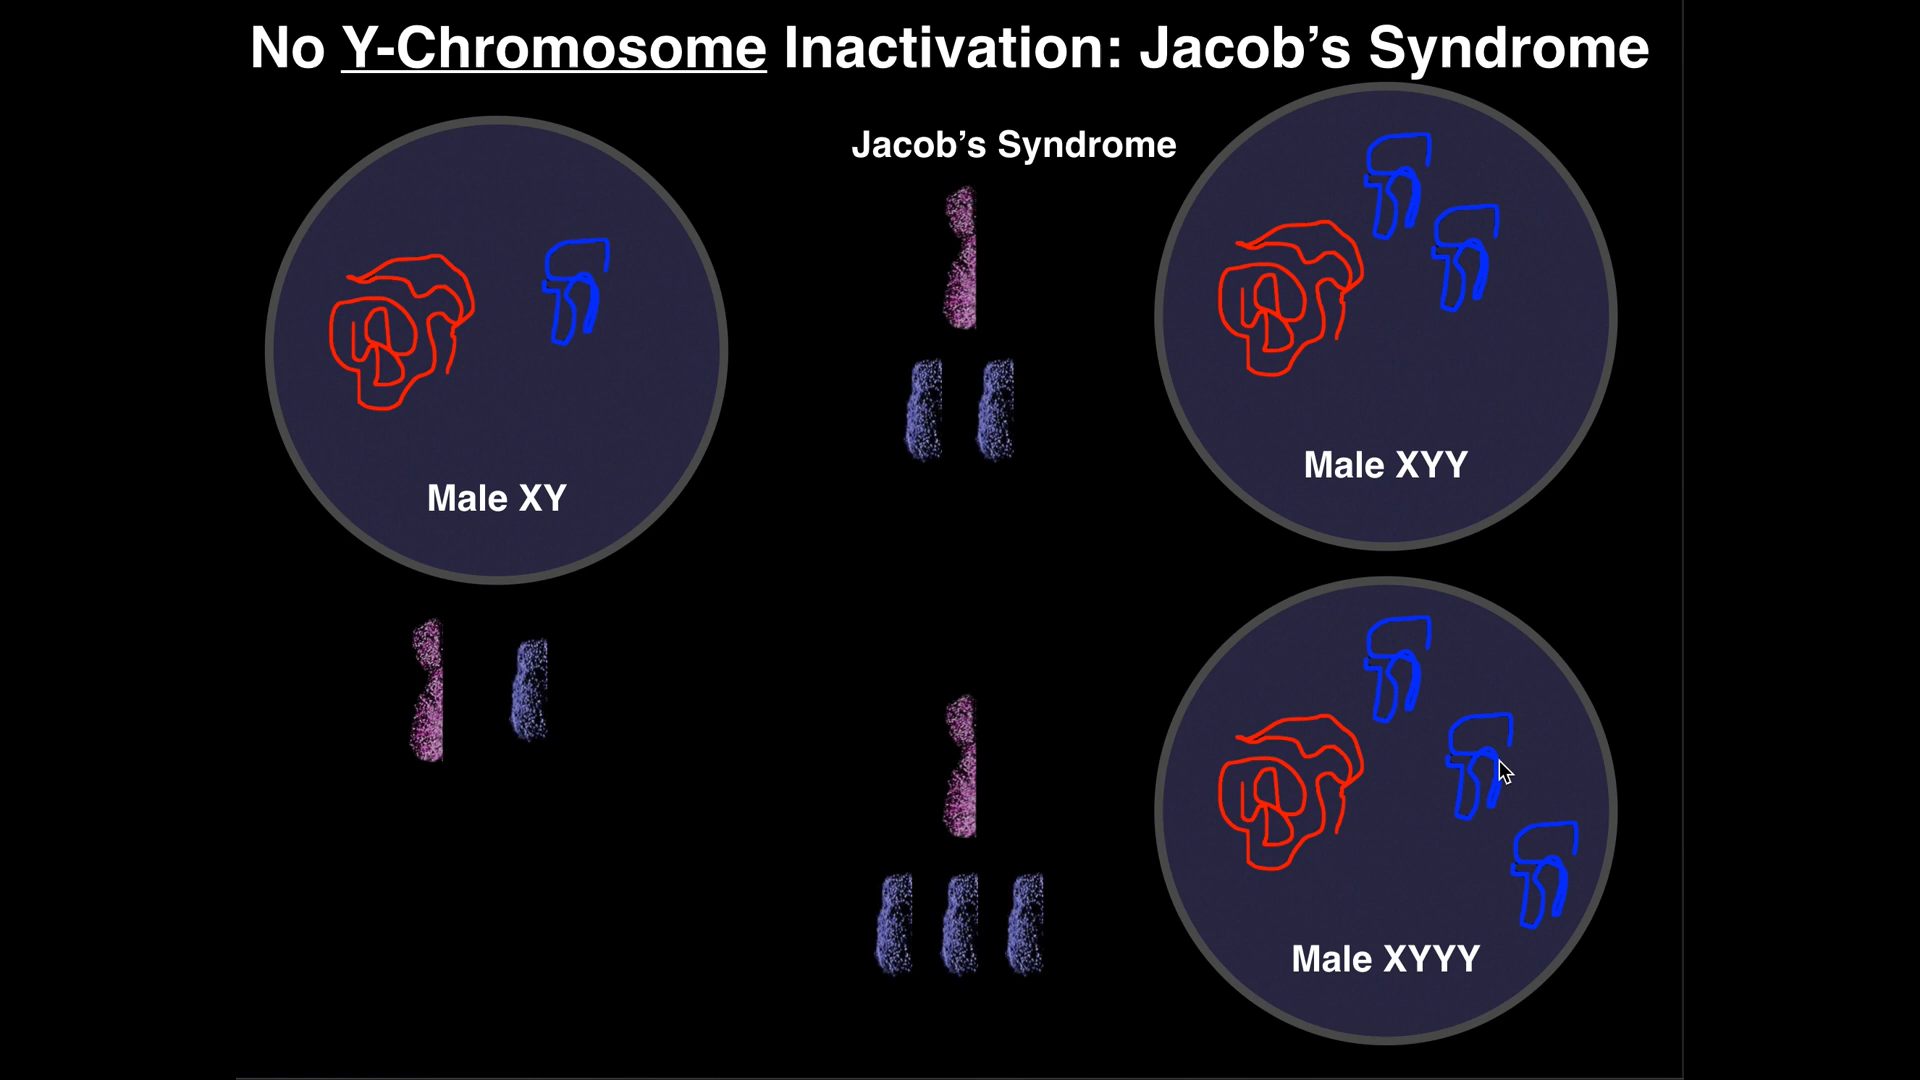 No Y-Chromosome Inactivation: Jacob’s Syndrome
Jacob’s Syndrome
Male XY
Male XYY
Male XYYY